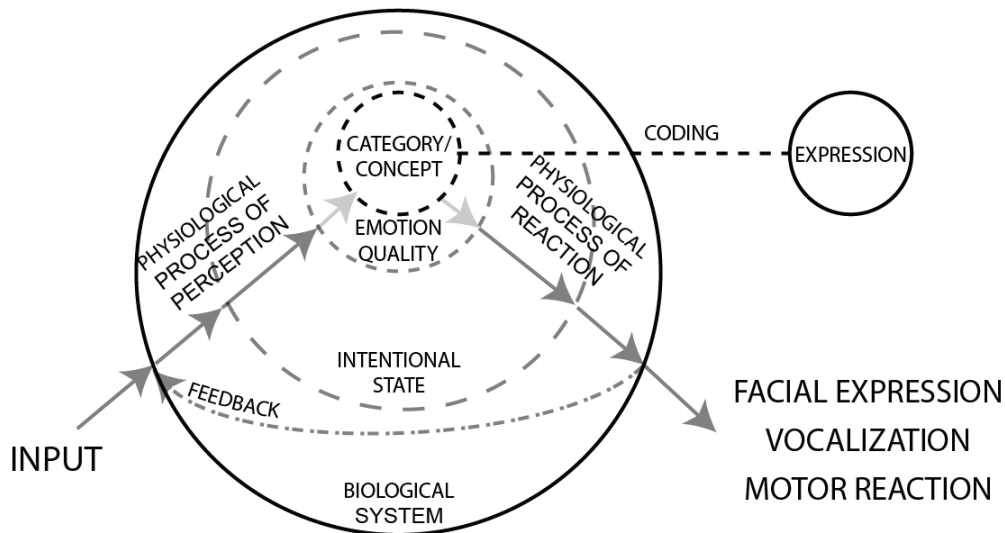 CATEGORY/
CONCEPT
CODING
EXPRESSION
PHYSIOLOGICAL
PROCESS OF
PERCEPTION
EMOTION
QUALITY
PHYSIOLOGICAL
PROCESS OF
REACTION
INTENTIONAL
STATE
FEEDBACK
INPUT
FACIAL EXPRESSION
VOCALIZATION
MOTOR REACTION
BIOLOGICAL
SYSTEM